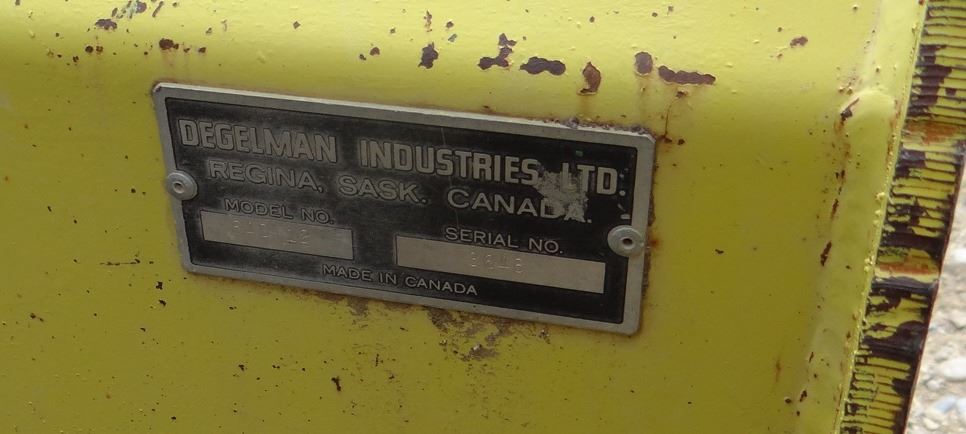 DEGELMAN INDUSTRIES LTD.
REGINA, SASK. CANADA.
MODEL NO.
SERIAL NO.
MADE IN CANADA